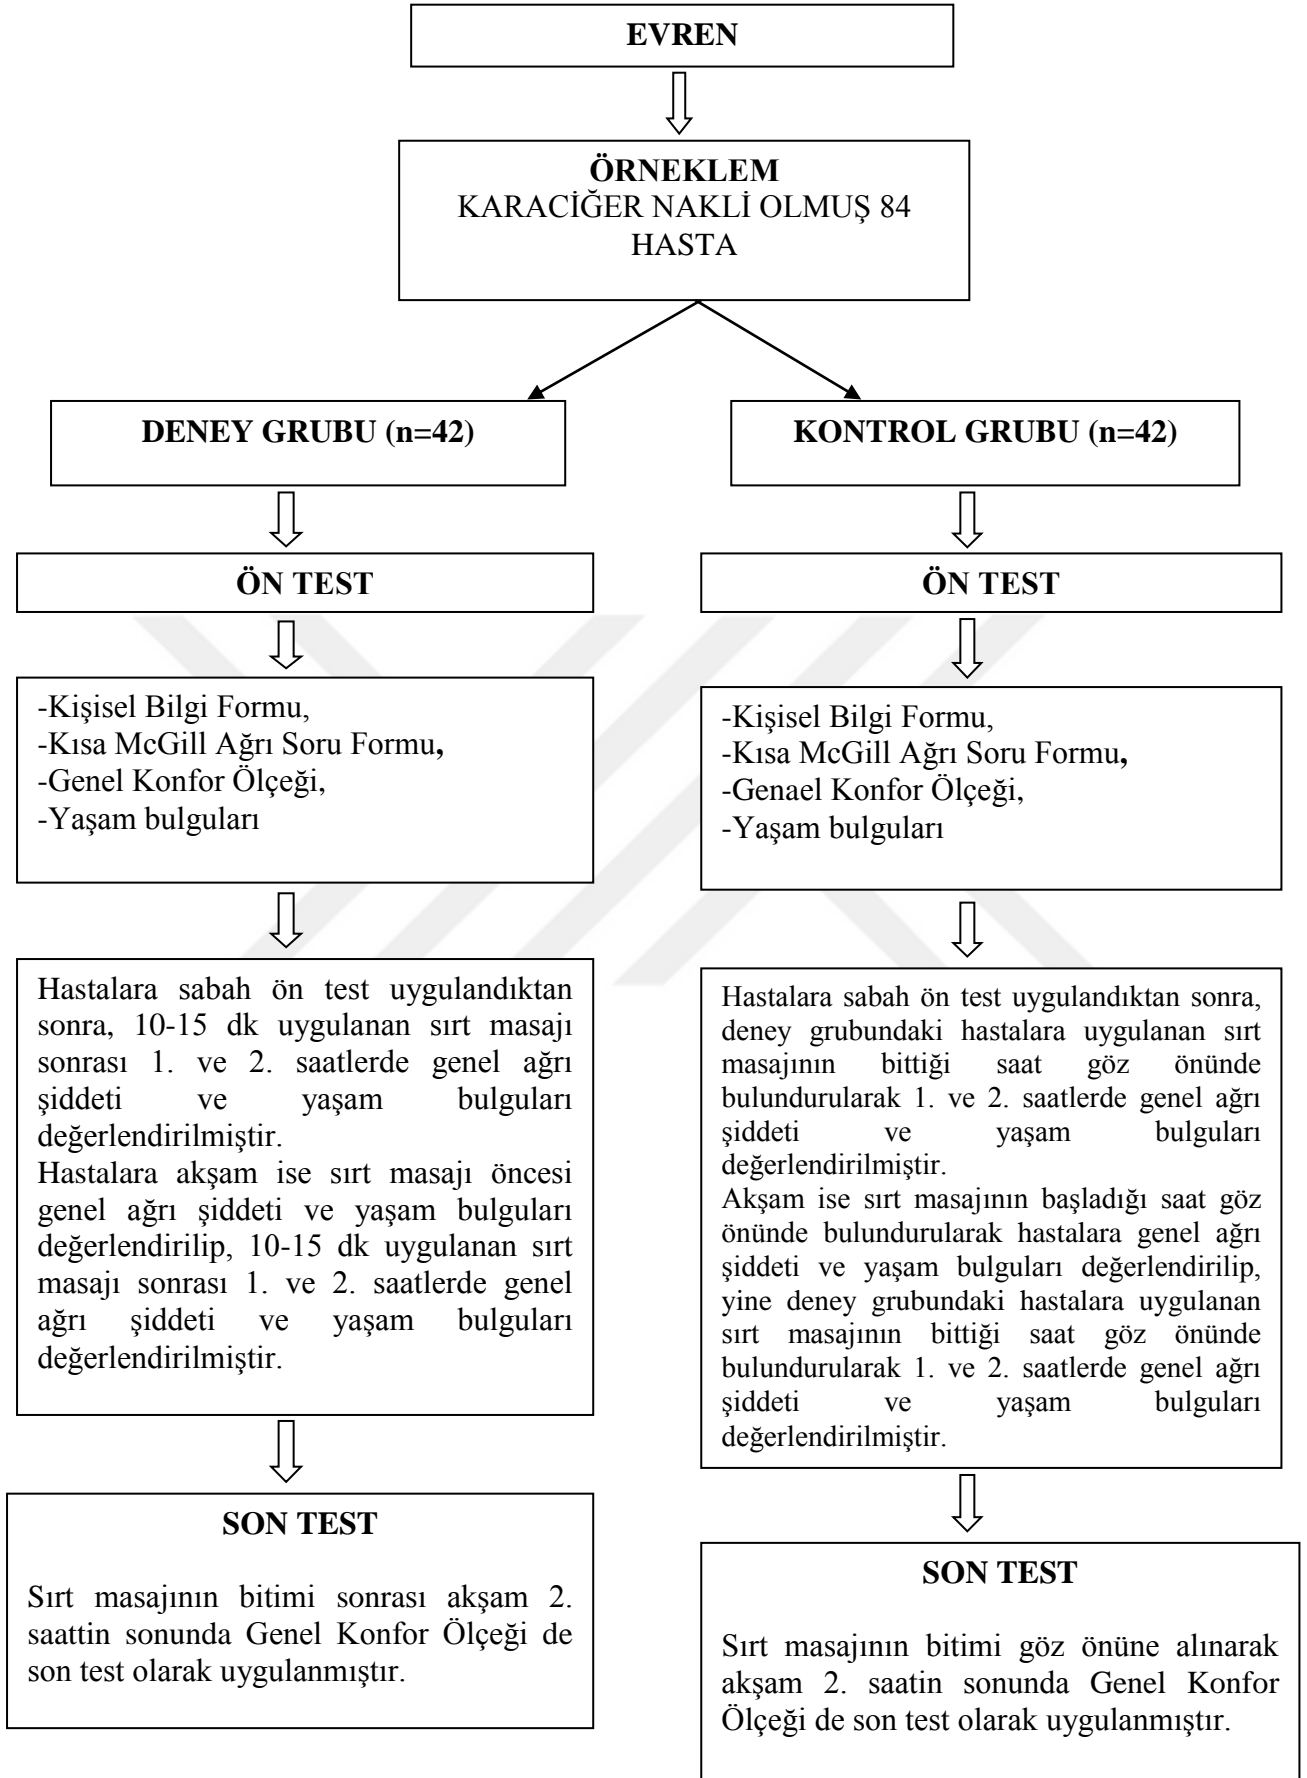 EVREN
ÖRNEKLEM
KARACİĞER NAKLİ OLMUŞ 84
HASTA
DENEY GRUBU (n=42)
KONTROL GRUBU (n=42)
ÖN TEST
ÖN TEST
-Kişisel Bilgi Formu,
-Kısa McGill Ağrı Soru Formu,
-Genel Konfor Ölçeği,
-Yaşam bulguları
-Kişisel Bilgi Formu,
-Kısa McGill Ağrı Soru Formu,
-Genael Konfor Ölçeği,
-Yaşam bulguları
Hastalara sabah ön test uygulandıktan
sonra, 10-15 dk uygulanan sırt masajı
sonrası 1. ve 2. saatlerde genel ağrı
şiddeti ve yaşam bulguları
değerlendirilmiştir.
Hastalara akşam ise sırt masajı öncesi
genel ağrı şiddeti ve yaşam bulguları
değerlendirilip, 10-15 dk uygulanan sırt
masajı sonrası 1. ve 2. saatlerde genel
ağrı şiddeti ve yaşam bulguları
değerlendirilmiştir.
Hastalara sabah ön test uygulandıktan sonra,
deney grubundaki hastalara uygulanan sırt
masajının bittiği saat göz önünde
bulundurularak 1. ve 2. saatlerde genel ağrı
şiddeti ve yaşam bulguları
değerlendirilmiştir.
Akşam ise sırt masajının başladığı saat göz
önünde bulundurularak hastalara genel ağrı
şiddeti ve yaşam bulguları değerlendirilip,
yine deney grubundaki hastalara uygulanan
sırt masajının bittiği saat göz önünde
bulundurularak 1. ve 2. saatlerde genel ağrı
şiddeti ve yaşam bulguları
değerlendirilmiştir.
SON TEST
Sırt masajının bitimi sonrası akşam 2.
saattin sonunda Genel Konfor Ölçeği de
son test olarak uygulanmıştır.
SON TEST
Sırt masajının bitimi göz önüne alınarak
akşam 2. saatin sonunda Genel Konfor
Ölçeği de son test olarak uygulanmıştır.